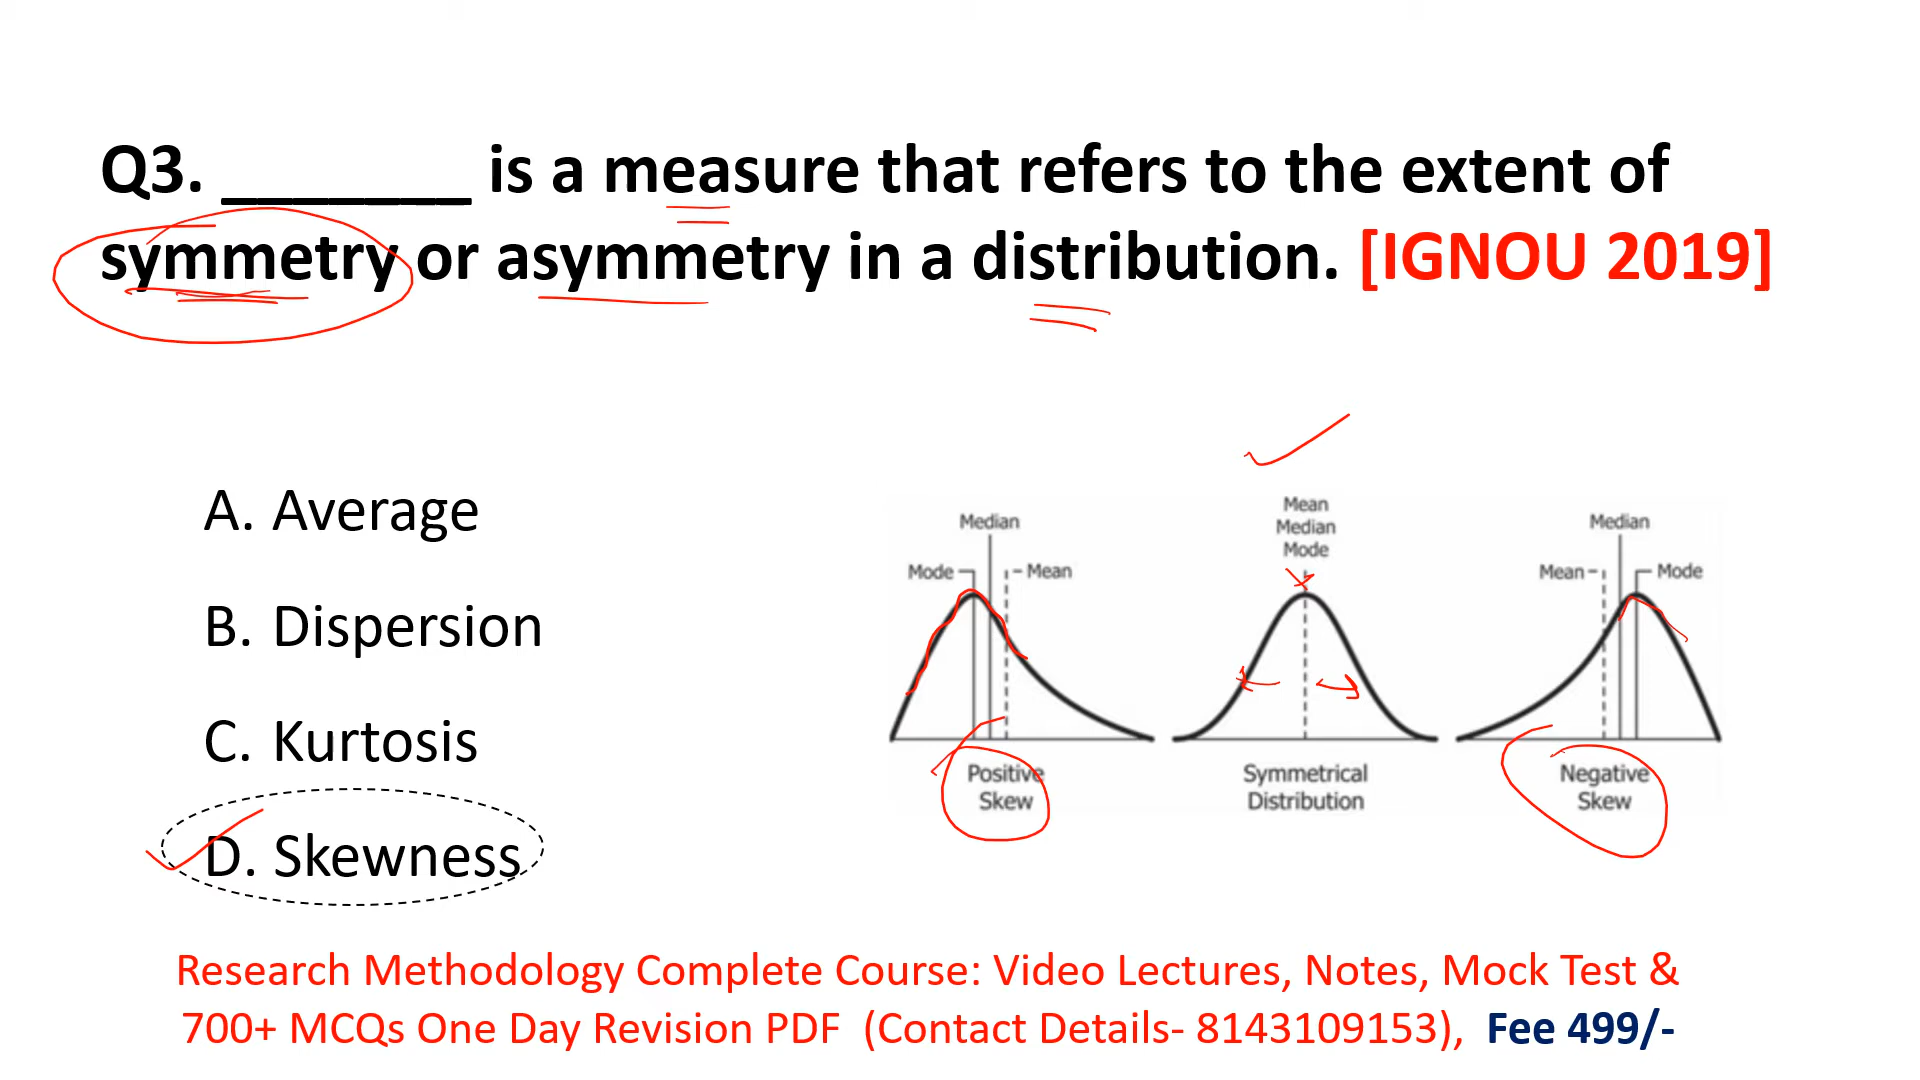 Q3. _______ is a measure that refers to the extent of
symmetry or asymmetry in a distribution. [IGNOU 2019]
A. Average
B. Dispersion
C. Kurtosis
D. Skewness
Median
Mode
Mean
Positive
Skew
Mean
Median
Mode
Symmetrical
Distribution
Median
Mean
Mode
Negative
Skew
Research Methodology Complete Course: Video Lectures, Notes, Mock Test &
700+ MCQs One Day Revision PDF (Contact Details- 8143109153), Fee 499/-